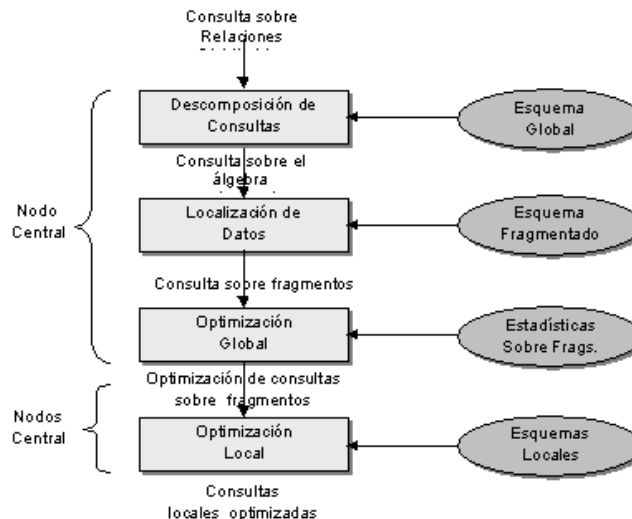 Consulta sobre
Relaciones
Descomposición de
Consultas
Esquema
Global
Consulta sobre el
álgebra
Nodo
Central
Localización de
Datos
Esquema
Fragmentado
Consulta sobre fragmentos
Optimización
Global
Estadísticas
Sobre Frags.
Optimización de consultas
sobre fragmentos
Nodos
Central
Optimización
Local
Esquemas
Locales
Consultas
locales optimizadas